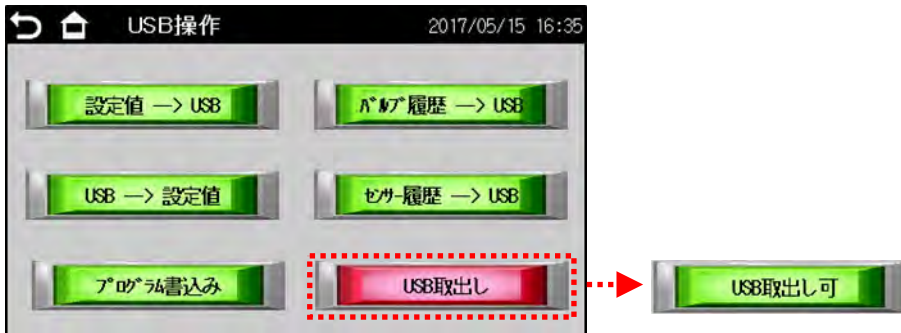 USB操作
2017/05/15 16:35
設定値 ―> USB
ﾊﾞﾙﾌﾞ履歴 ―> USB
USB ―> 設定値
ｾﾝｻｰ履歴 ―> USB
ﾌﾟﾛｸﾞﾗﾑ書込み
USB取出し
USB取出し可